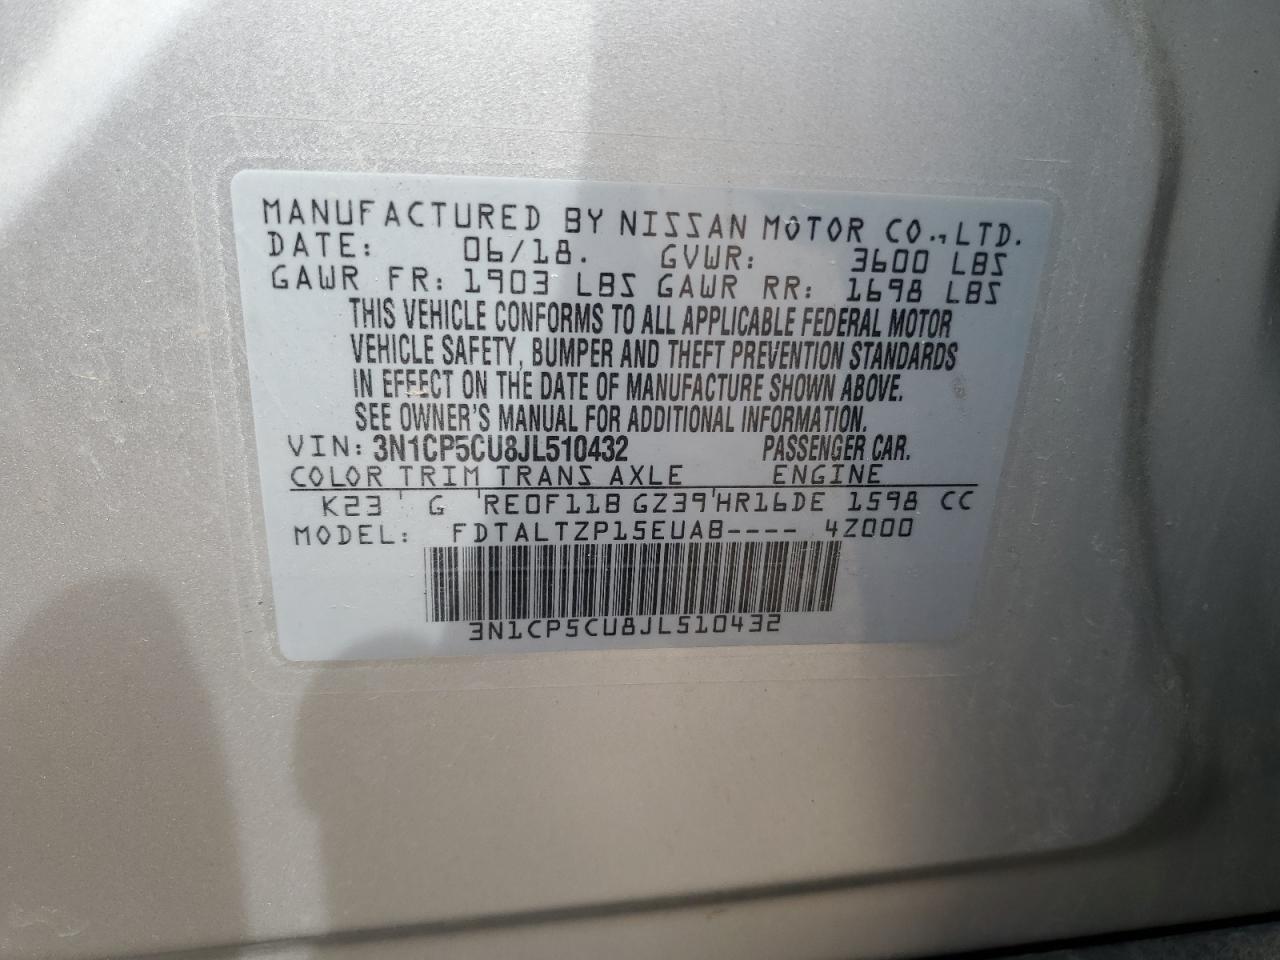 MANUFACTURED BY NISSAN MOTOR CO.,LTD.
DATE: 06/18. GVWR: 3600 LBS
GAWR FR: 1903 LBS GAWR RR: 1698 LBS
THIS VEHICLE CONFORMS TO ALL APPLICABLE FEDERAL MOTOR
VEHICLE SAFETY, BUMPER AND THEFT PREVENTION STANDARDS
IN EFFECT ON THE DATE OF MANUFACTURE SHOWN ABOVE.
SEE OWNER'S MANUAL FOR ADDITIONAL INFORMATION.
VIN: 3N1CP5CU8JL510432 PASSENGER CAR.
COLOR TRIM TRANS AXLE ENGINE
K23 ' G 'RE0F11B GZ39'HR16DE 1598 CC
MODEL: FDTALTZP15EUAB---- 4Z000
3N1CP5CU8JL510432